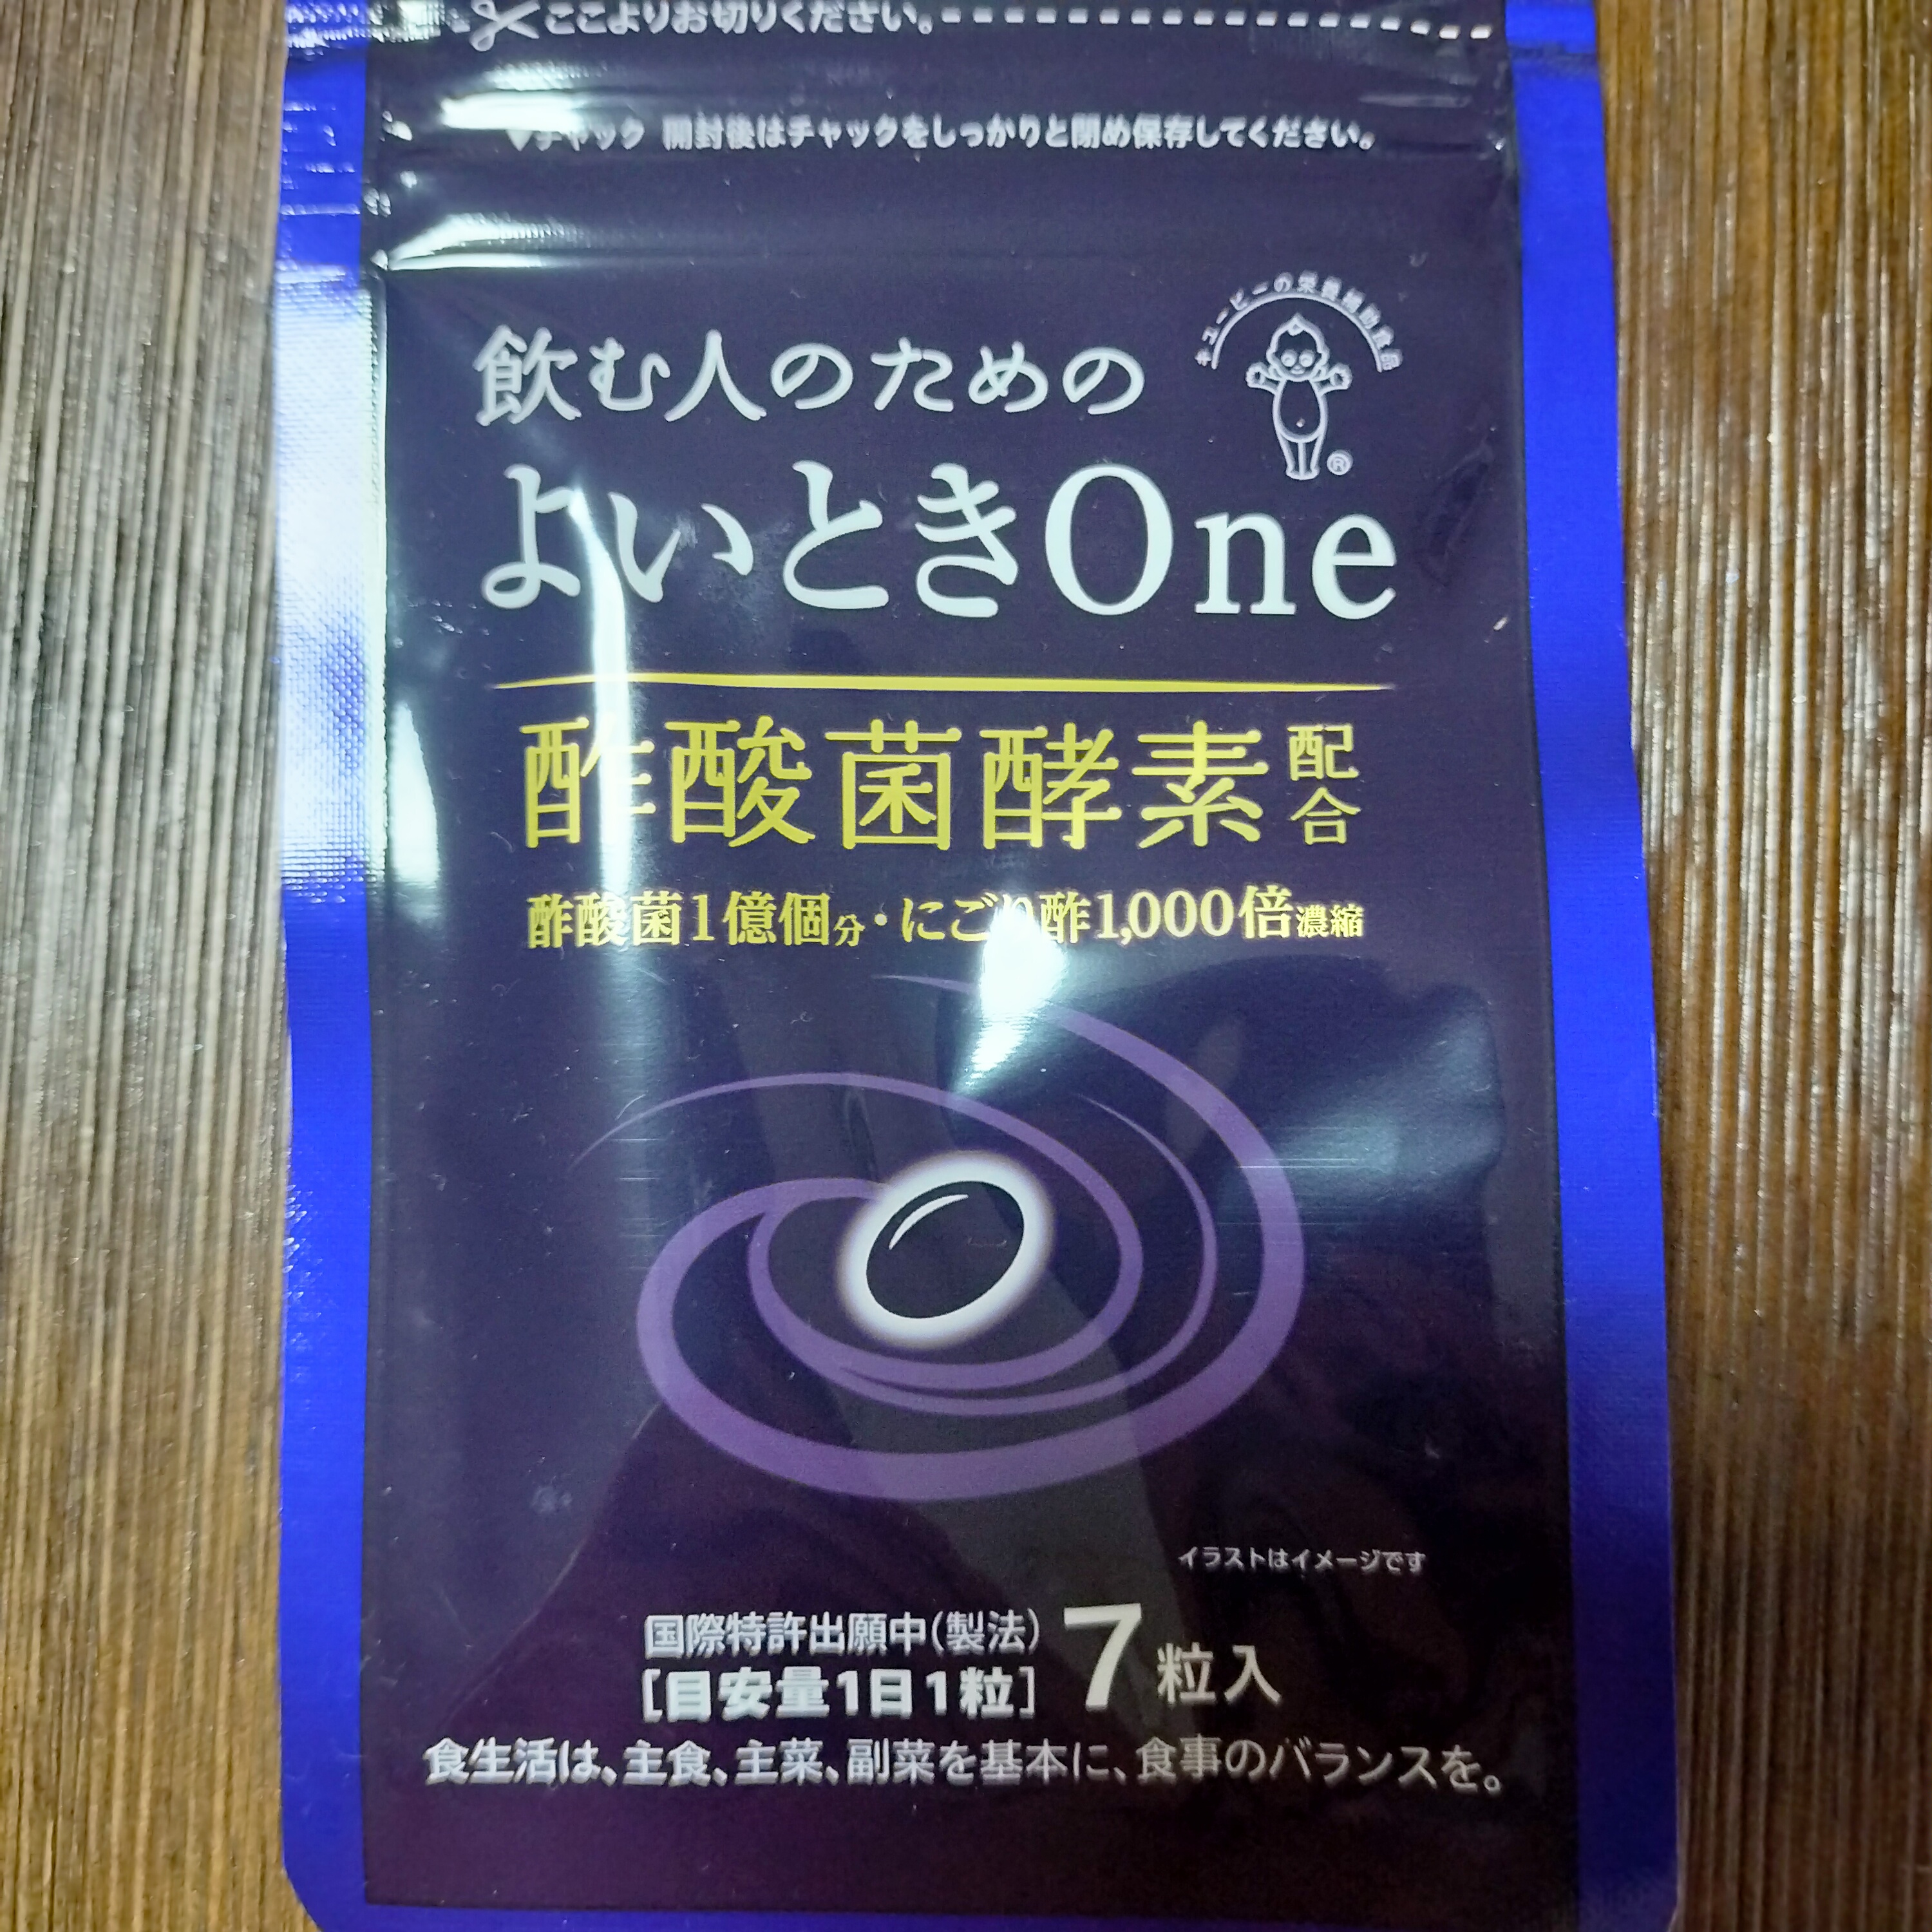 ここよりお切りください。
▼チャック 開封後はチャックをしっかりと閉め保存してください。
キユーピーの栄養補助食品
®
飲む人のための
よいときOne
酢酸菌酵素配合
酢酸菌1億個分・にごり酢1,000倍濃縮
イラストはイメージです
国際特許出願中(製法)
[目安量1日1粒]
7粒入
食生活は、主食、主菜、副菜を基本に、食事のバランスを。